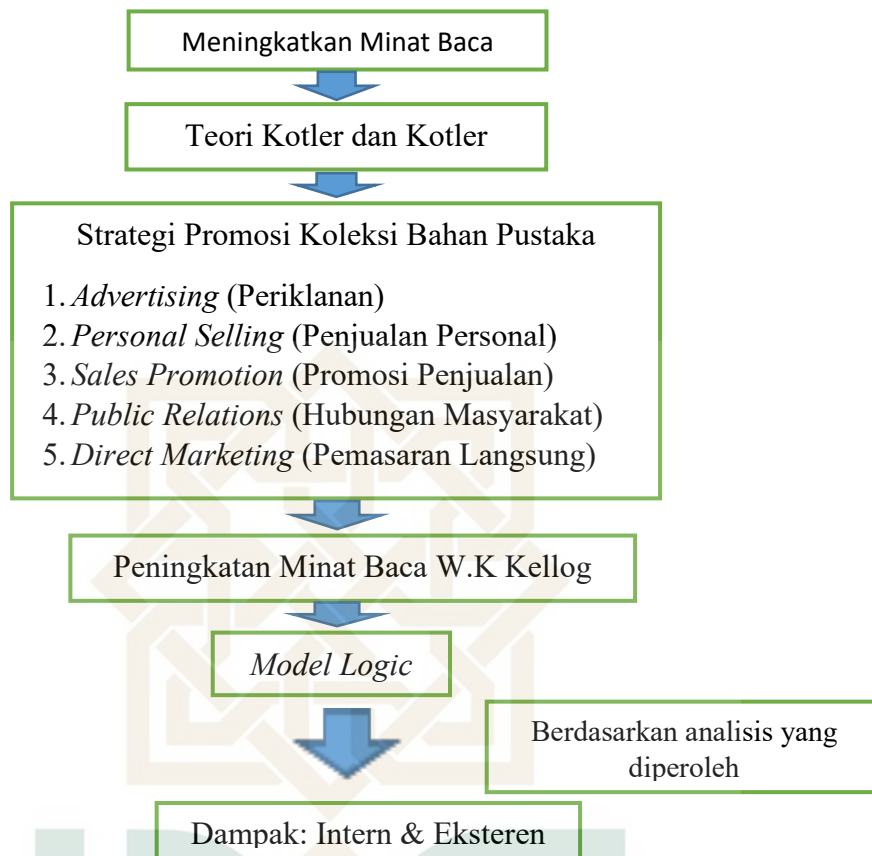 Meningkatkan Minat Baca
Teori Kotler dan Kotler
Strategi Promosi Koleksi Bahan Pustaka
1. Advertising (Periklanan)
2. Personal Selling (Penjualan Personal)
3. Sales Promotion (Promosi Penjualan)
4. Public Relations (Hubungan Masyarakat)
5. Direct Marketing (Pemasaran Langsung)
Peningkatan Minat Baca W.K Kellog
Model Logic
Berdasarkan analisis yang
diperoleh
Dampak: Intern & Eksteren